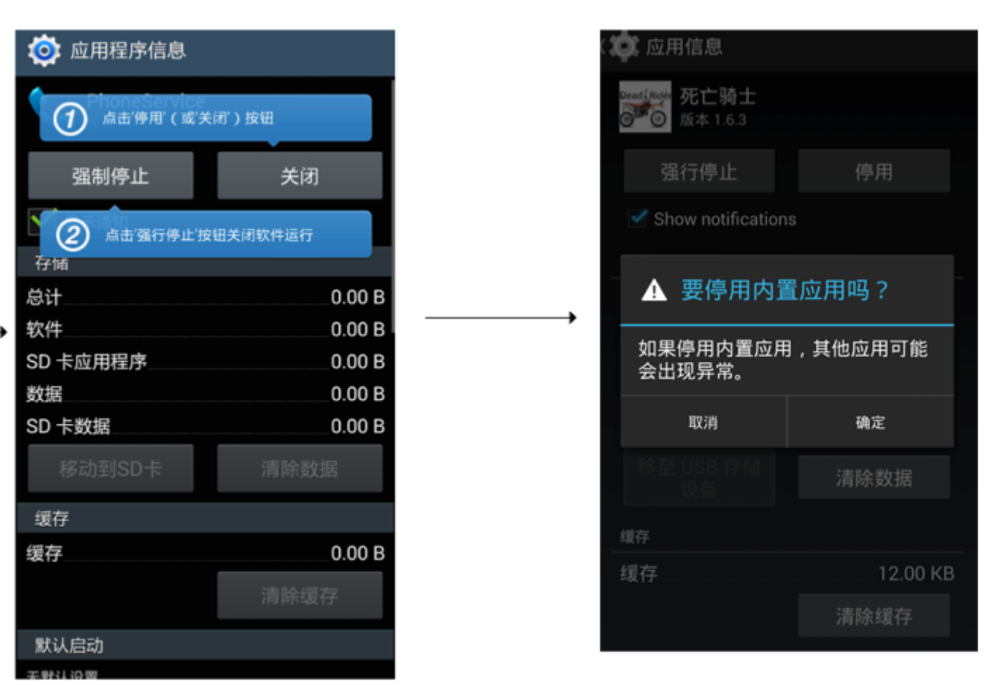 应用程序信息
PhoneService
1 点击'停用'（或'关闭'）按钮
强制停止 关闭
通知
2 点击'强行停止'按钮关闭软件运行
存储
总计 0.00 B
软件 0.00 B
SD 卡应用程序 0.00 B
数据 0.00 B
SD 卡数据 0.00 B
移动到SD卡 清除数据
缓存
缓存 0.00 B
清除缓存
默认启动
无默认设置
应用信息
Dead Rider
死亡骑士
版本 1.6.3
强行停止 停用
Show notifications
要停用内置应用吗？
如果停用内置应用，其他应用可能
会出现异常。
取消 确定
移至 USB 存储
设备
清除数据
缓存
缓存 12.00 KB
清除缓存